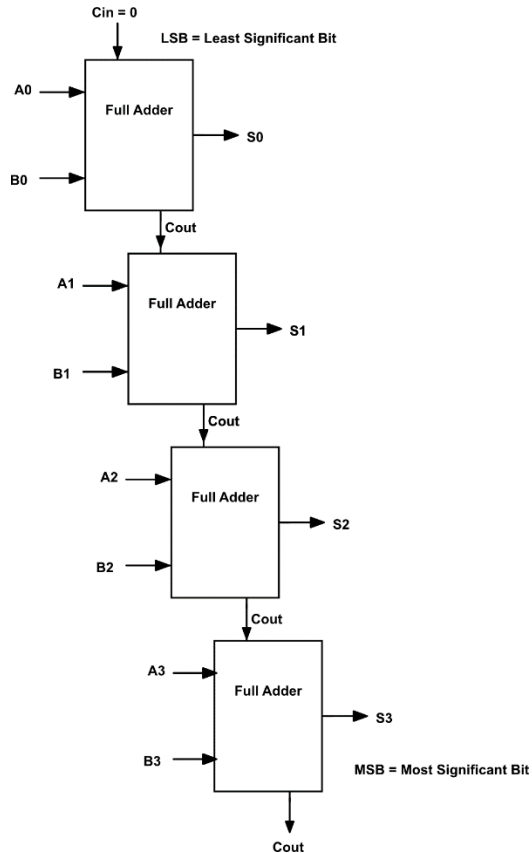 Cin = 0
LSB = Least Significant Bit
A0
Full Adder
S0
B0
Cout
A1
Full Adder
S1
B1
Cout
A2
Full Adder
S2
B2
Cout
A3
Full Adder
S3
B3
MSB = Most Significant Bit
Cout